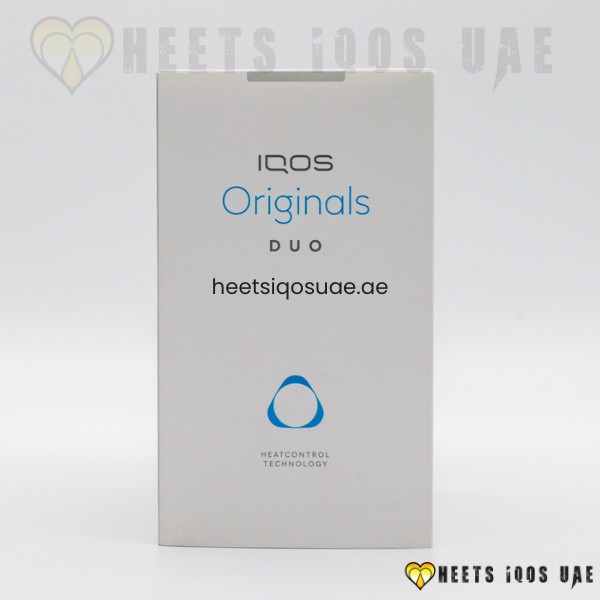 HEETS iQOS UAE
IQOS
Originals
DUO
heetsiqosuae.ae
HEATCONTROL
TECHNOLOGY
HEETS iQOS UAE